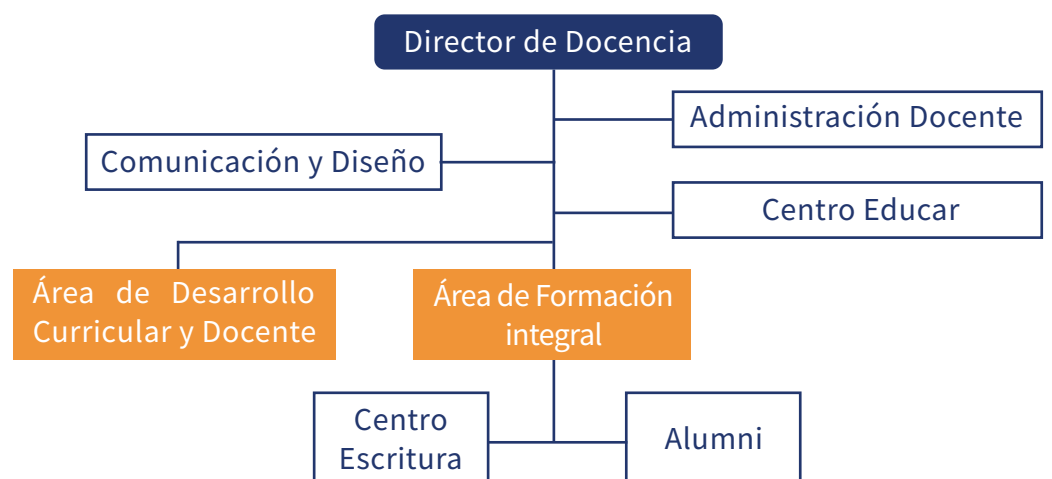 Director de Docencia
Administración Docente
Comunicación y Diseño
Centro Educar
Área de Desarrollo
Curricular y Docente
Área de Formación
integral
Centro
Escritura
Alumni